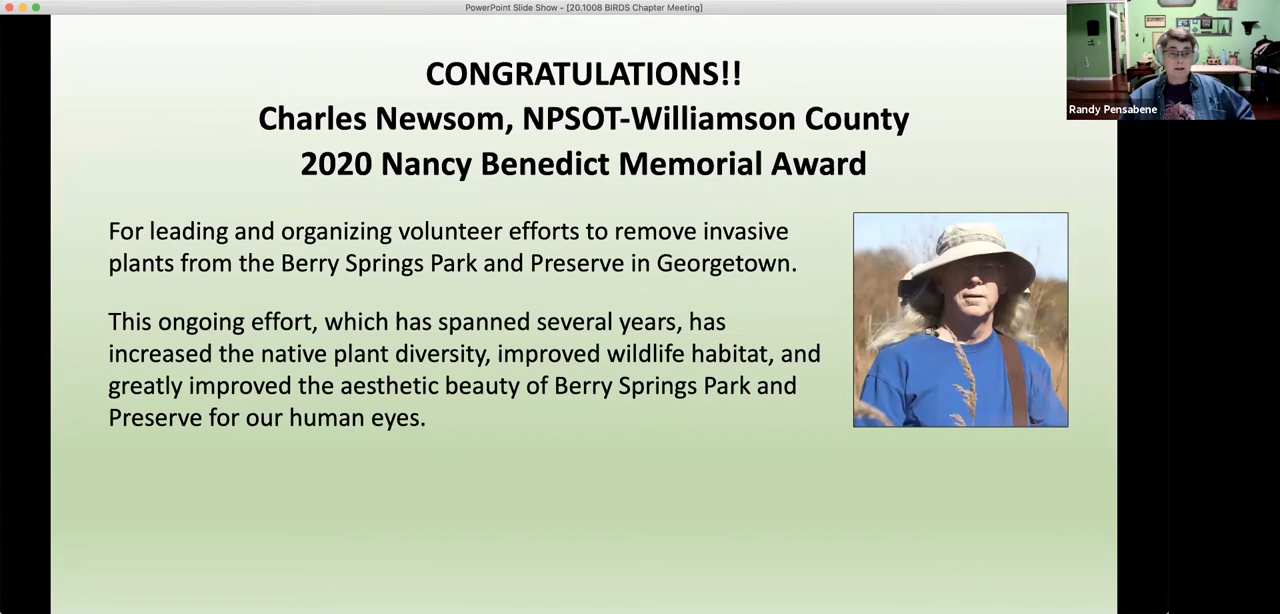 PowerPoint Slide Show - [20.1008 BIRDS Chapter Meeting]
CONGRATULATIONS!!
Charles Newsom, NPSOT-Williamson County
2020 Nancy Benedict Memorial Award
Randy Pensabene
For leading and organizing volunteer efforts to remove invasive
plants from the Berry Springs Park and Preserve in Georgetown.
This ongoing effort, which has spanned several years, has
increased the native plant diversity, improved wildlife habitat, and
greatly improved the aesthetic beauty of Berry Springs Park and
Preserve for our human eyes.